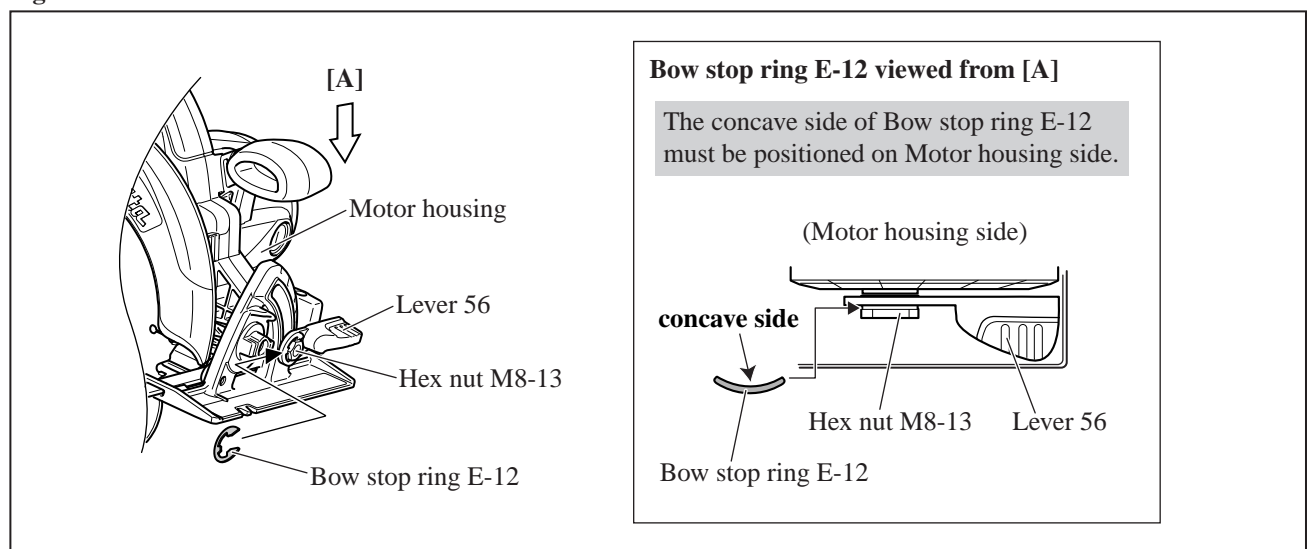 [A]
Motor housing
Lever 56
Hex nut M8-13
Bow stop ring E-12
Bow stop ring E-12 viewed from [A]
The concave side of Bow stop ring E-12
must be positioned on Motor housing side.
(Motor housing side)
concave side
Hex nut M8-13
Lever 56
Bow stop ring E-12